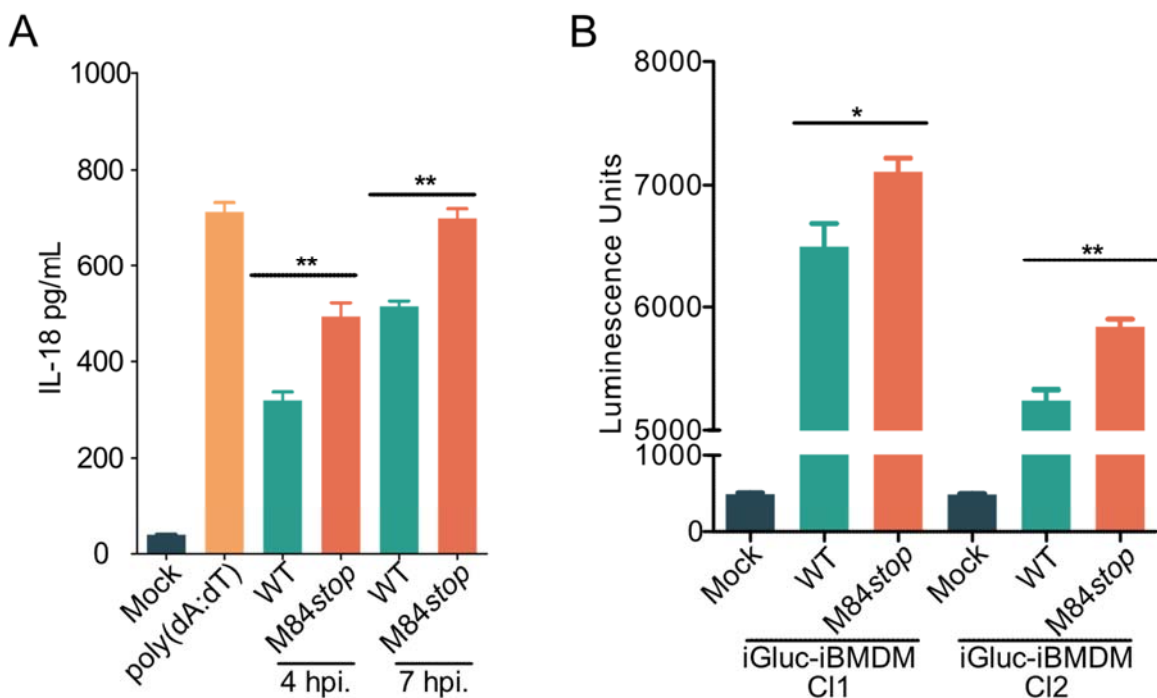 A
1000
800
600
400
200
0
IL-18 pg/mL
**
**
Mock
poly(dA:dT)
WT
M84stop
WT
M84stop
4 hpi.
7 hpi.
B
8000
7000
6000
5000
1000
0
Luminescence Units
*
**
Mock
WT
M84stop
Mock
WT
M84stop
iGluc-iBMDM
Cl1
iGluc-iBMDM
Cl2